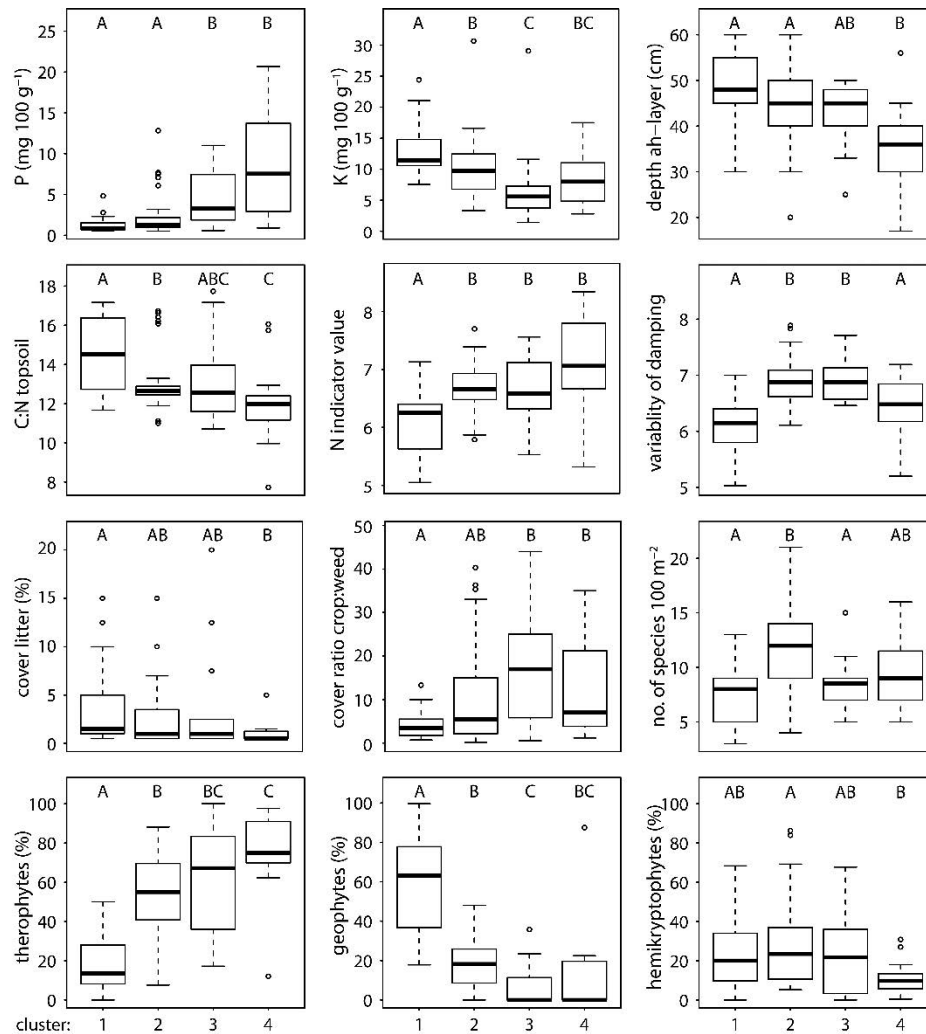 A A B B
P (mg 100 g⁻¹)
25
20
15
10
5
0
A B C BC
K (mg 100 g⁻¹)
30
25
20
15
10
5
0
A A AB B
depth ah–layer (cm)
60
50
40
30
20
A B ABC C
C:N topsoil
18
16
14
12
10
8
A B B B
N indicator value
8
7
6
5
A B B A
variablity of damping
8
7
6
5
A AB AB B
cover litter (%)
20
15
10
5
0
A AB B B
cover ratio crop:weed
50
40
30
20
10
0
A B A AB
no. of species 100 m⁻²
20
15
10
5
A B BC C
therophytes (%)
100
80
60
40
20
0
A B C BC
geophytes (%)
100
80
60
40
20
0
AB A AB B
hemikryptophytes (%)
100
80
60
40
20
0
cluster: 1 2 3 4 1 2 3 4 1 2 3 4